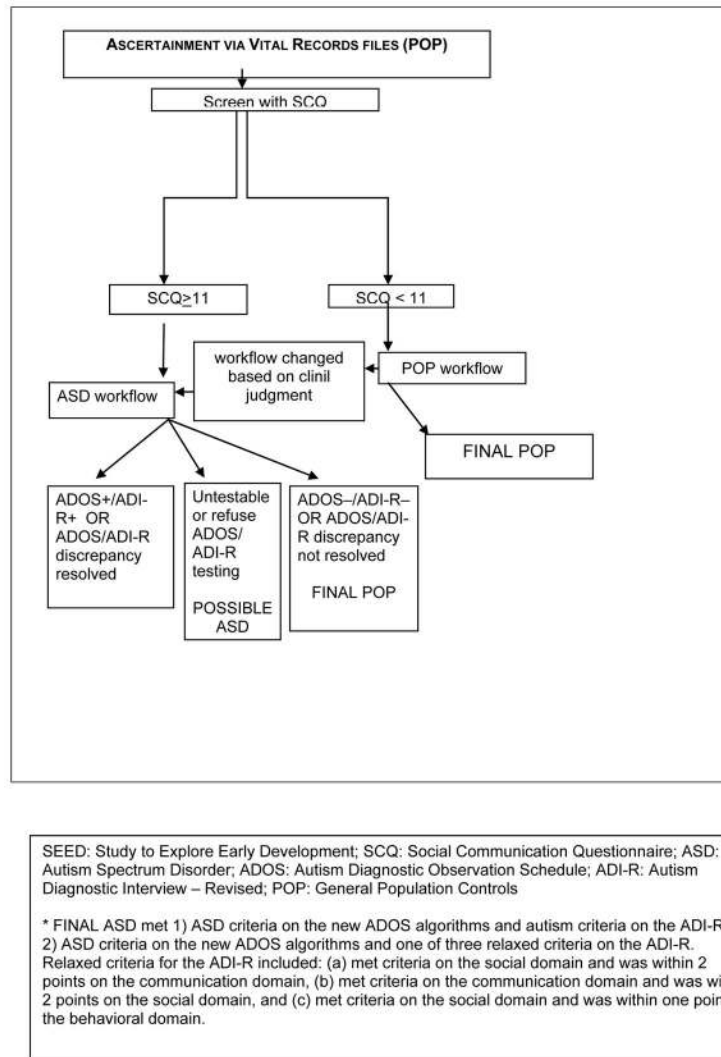 ASCERTAINMENT VIA VITAL RECORDS FILES (POP)
Screen with SCQ
SCQ≥11
SCQ < 11
workflow changed
based on clinil
judgment
POP workflow
ASD workflow
FINAL POP
ADOS+/ADI-
R+ OR
ADOS/ADI-R
discrepancy
resolved
Untestable
or refuse
ADOS/
ADI-R
testing
POSSIBLE
ASD
ADOS–/ADI-R–
OR ADOS/ADI-
R discrepancy
not resolved
FINAL POP
SEED: Study to Explore Early Development; SCQ: Social Communication Questionnaire; ASD:
Autism Spectrum Disorder; ADOS: Autism Diagnostic Observation Schedule; ADI-R: Autism
Diagnostic Interview – Revised; POP: General Population Controls
* FINAL ASD met 1) ASD criteria on the new ADOS algorithms and autism criteria on the ADI-R
2) ASD criteria on the new ADOS algorithms and one of three relaxed criteria on the ADI-R.
Relaxed criteria for the ADI-R included: (a) met criteria on the social domain and was within 2
points on the communication domain, (b) met criteria on the communication domain and was wi
2 points on the social domain, and (c) met criteria on the social domain and was within one poin
the behavioral domain.